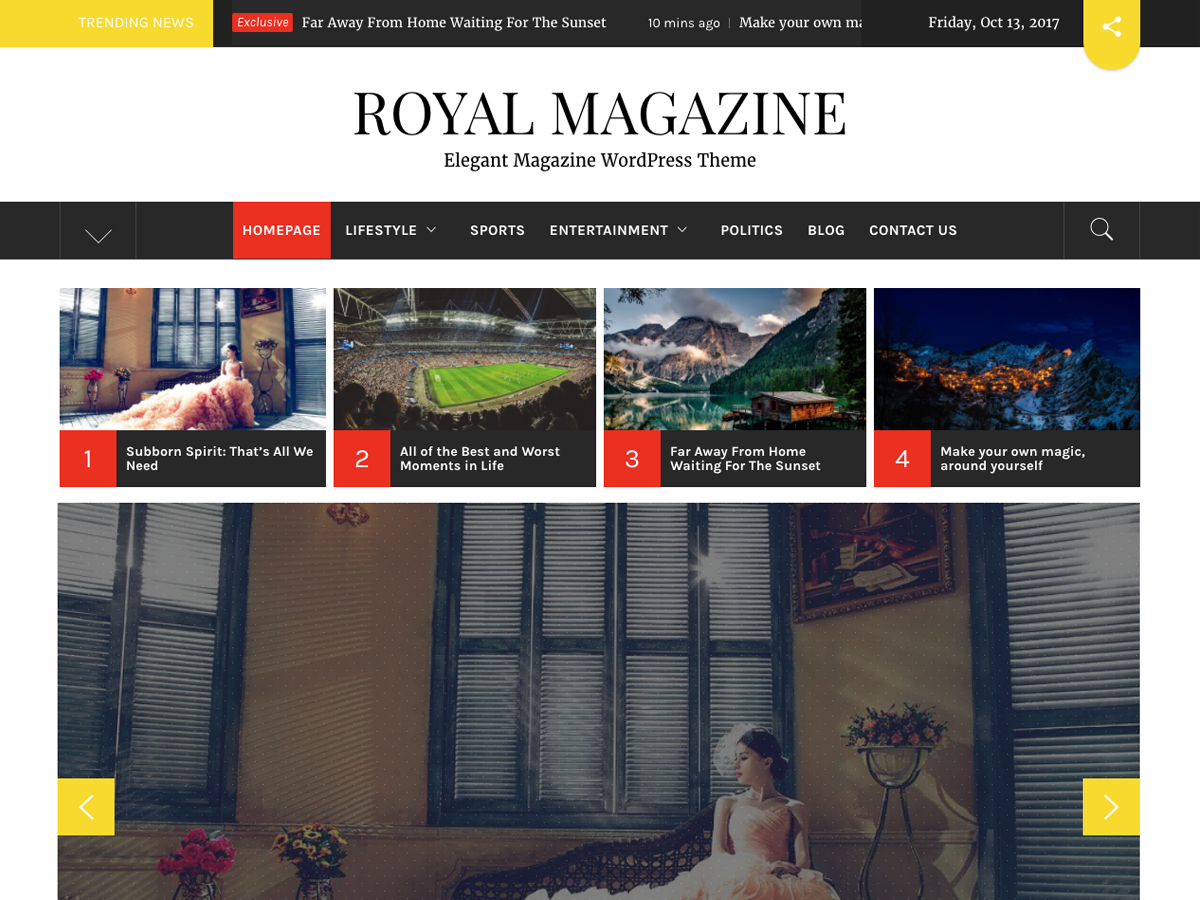 TRENDING NEWS
Exclusive Far Away From Home Waiting For The Sunset 10 mins ago | Make your own ma
Friday, Oct 13, 2017
ROYAL MAGAZINE
Elegant Magazine WordPress Theme
HOMEPAGE LIFESTYLE SPORTS ENTERTAINMENT POLITICS BLOG CONTACT US
1 Subborn Spirit: That's All We
Need
2 All of the Best and Worst
Moments in Life
3 Far Away From Home
Waiting For The Sunset
4 Make your own magic,
around yourself